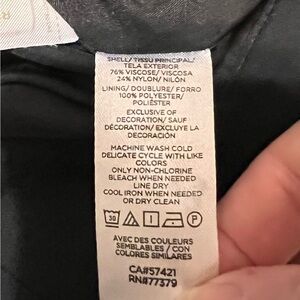 SHELL/ TISSU PRINCIPAL/
TELA EXTERIOR
76% VISCOSE/ VISCOSA
24% NYLON/ NILÓN
LINING/ DOUBLURE/ FORRO
100% POLYESTER/
POLIÉSTER
EXCLUSIVE OF
DECORATION/ SAUF
DÉCORATION/ EXCLUYE LA
DECORACIÓN
MACHINE WASH COLD
DELICATE CYCLE WITH LIKE
COLORS
ONLY NON-CHLORINE
BLEACH WHEN NEEDED
LINE DRY
COOL IRON WHEN NEEDED
OR DRY CLEAN
30 P
AVEC DES COULEURS
SEMBLABLES / CON
COLORES SIMILARES
CA#57421
RN#77379